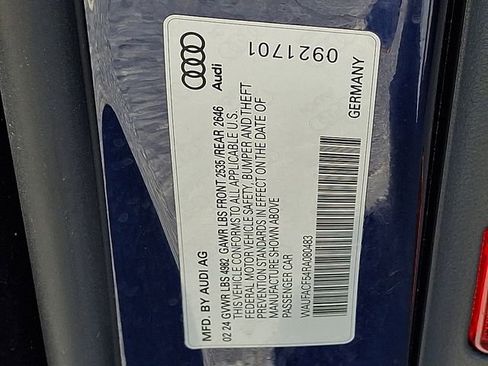 Audi
0921701
MFD. BY AUDI AG
GERMANY
02.24 GVWR LBS 4982 GAWR LBS FRONT 2535 /REAR 2646
THIS VEHICLE CONFORMS TO ALL APPLICABLE U.S.
FEDERAL MOTOR VEHICLE SAFETY, BUMPER AND THEFT
PREVENTION STANDARDS IN EFFECT ON THE DATE OF
MANUFACTURE SHOWN ABOVE
PASSENGER CAR
WAUFACF54RA090483